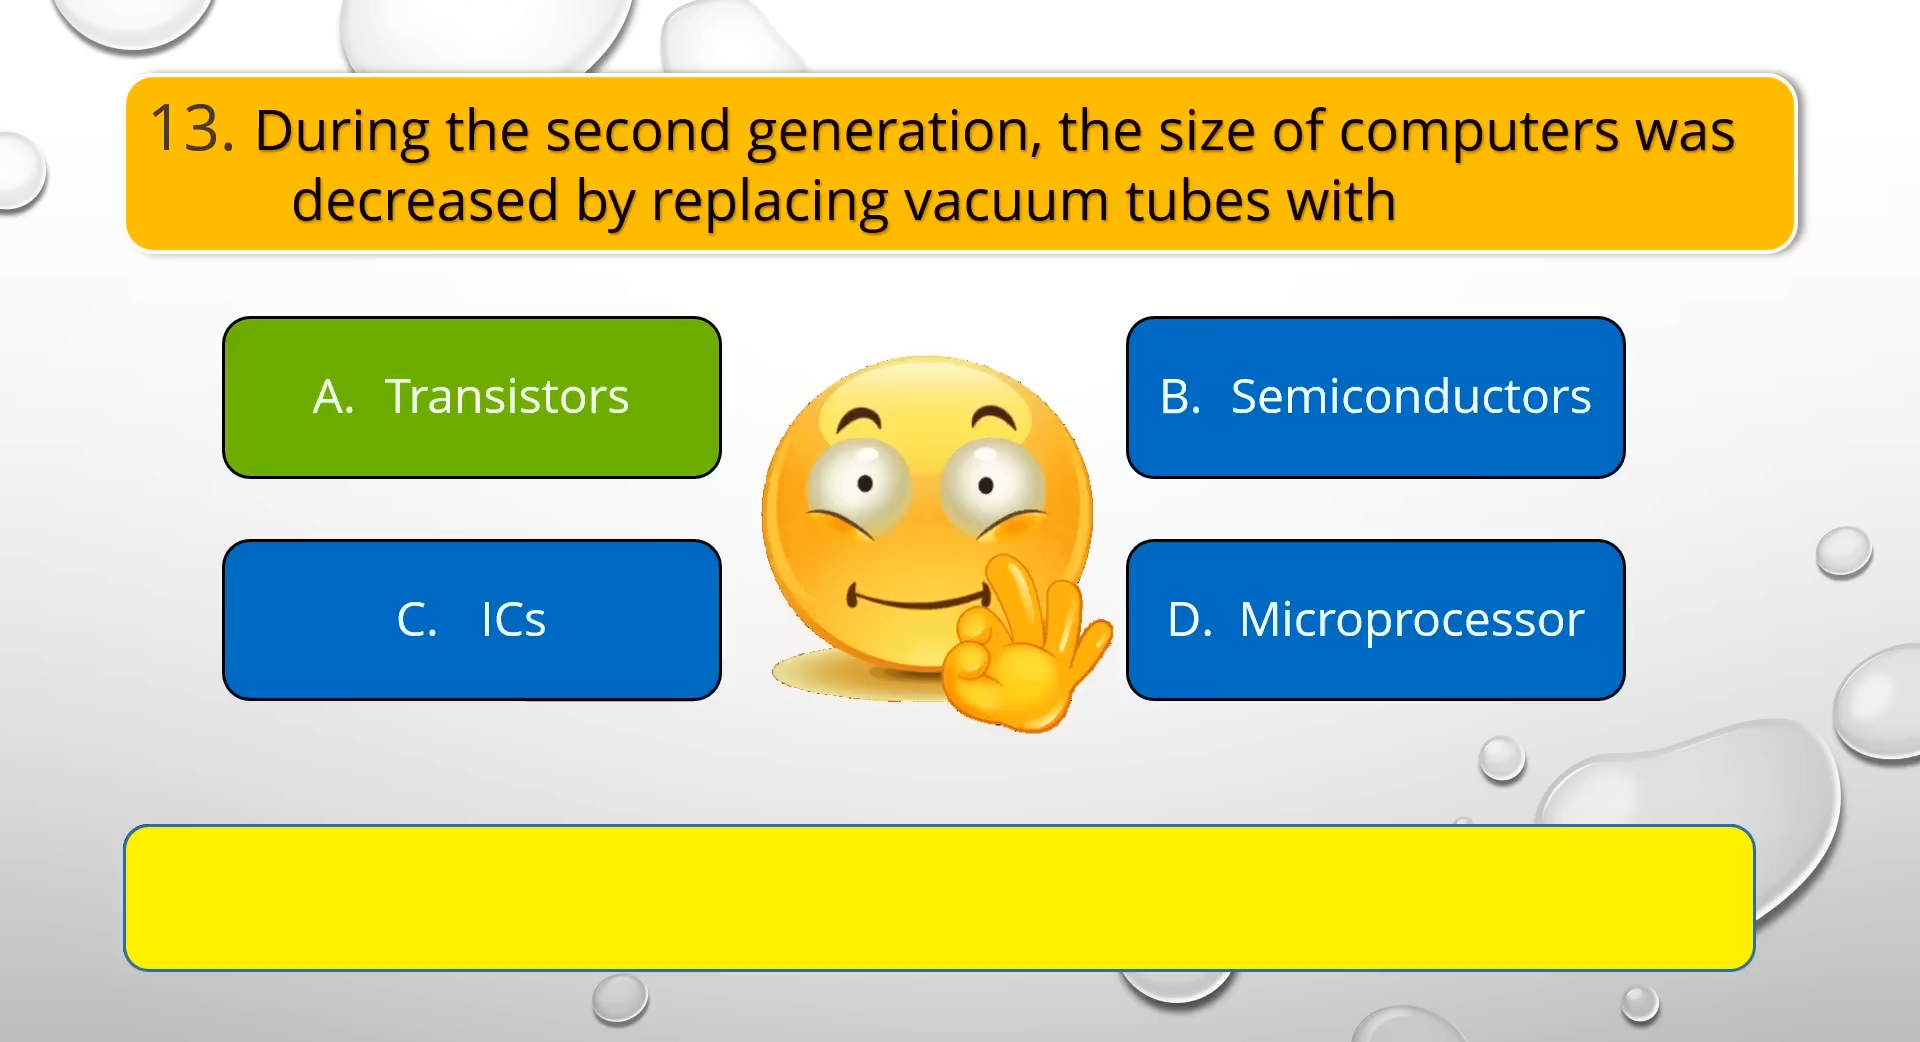 13. During the second generation, the size of computers was
decreased by replacing vacuum tubes with
A. Transistors
B. Semiconductors
C. ICs
D. Microprocessor